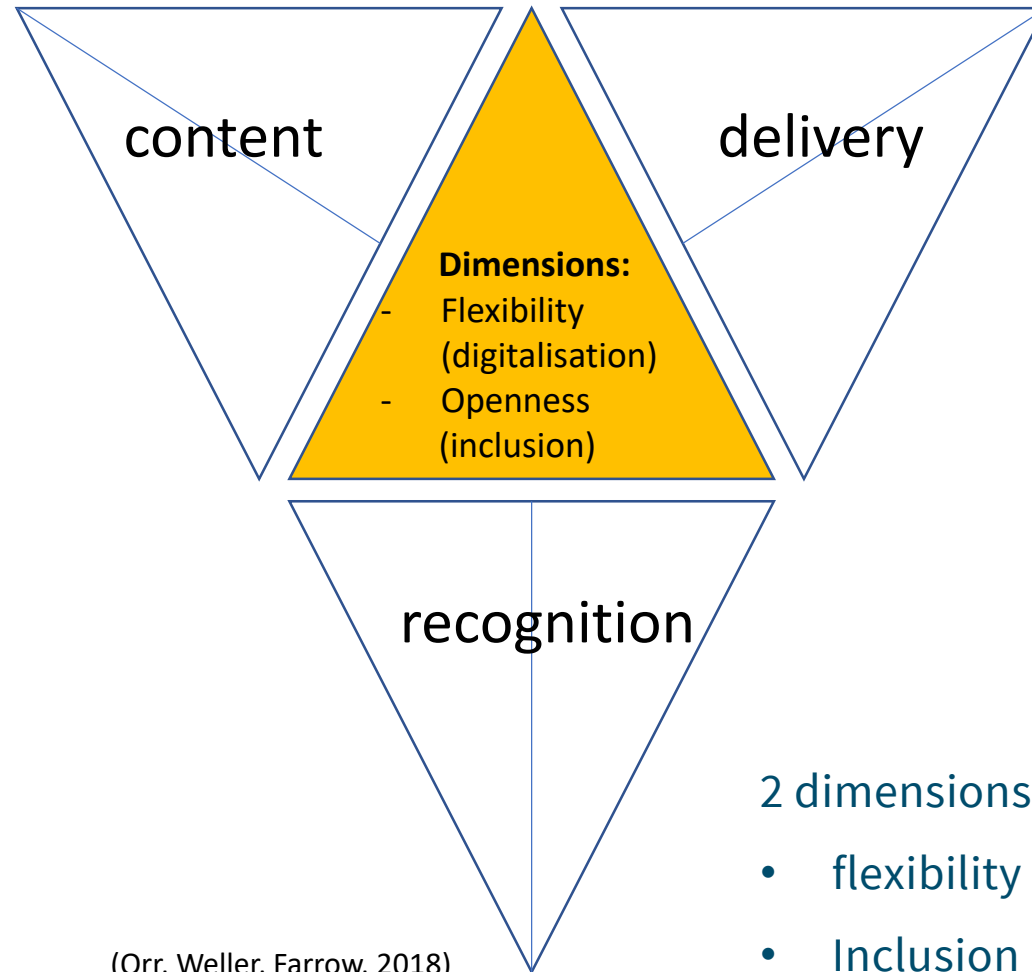 content
delivery
Dimensions:
- Flexibility
(digitalisation)
- Openness
(inclusion)
recognition
2 dimensions
• flexibility
• Inclusion
(Orr, Weller, Farrow, 2018)